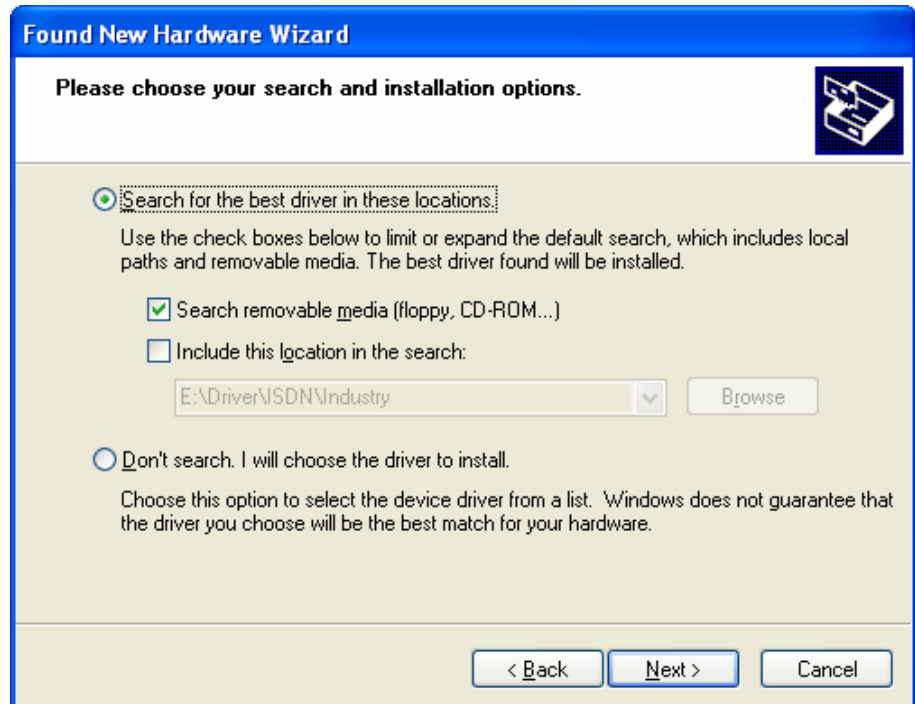 Found New Hardware Wizard
Please choose your search and installation options.
Search for the best driver in these locations.
Use the check boxes below to limit or expand the default search, which includes local
paths and removable media. The best driver found will be installed.
Search removable media (floppy, CD-ROM...)
Include this location in the search:
E:\Driver\ISDN\Industry
Browse
Don't search. I will choose the driver to install.
Choose this option to select the device driver from a list.  Windows does not guarantee that
the driver you choose will be the best match for your hardware.
< Back
Next >
Cancel